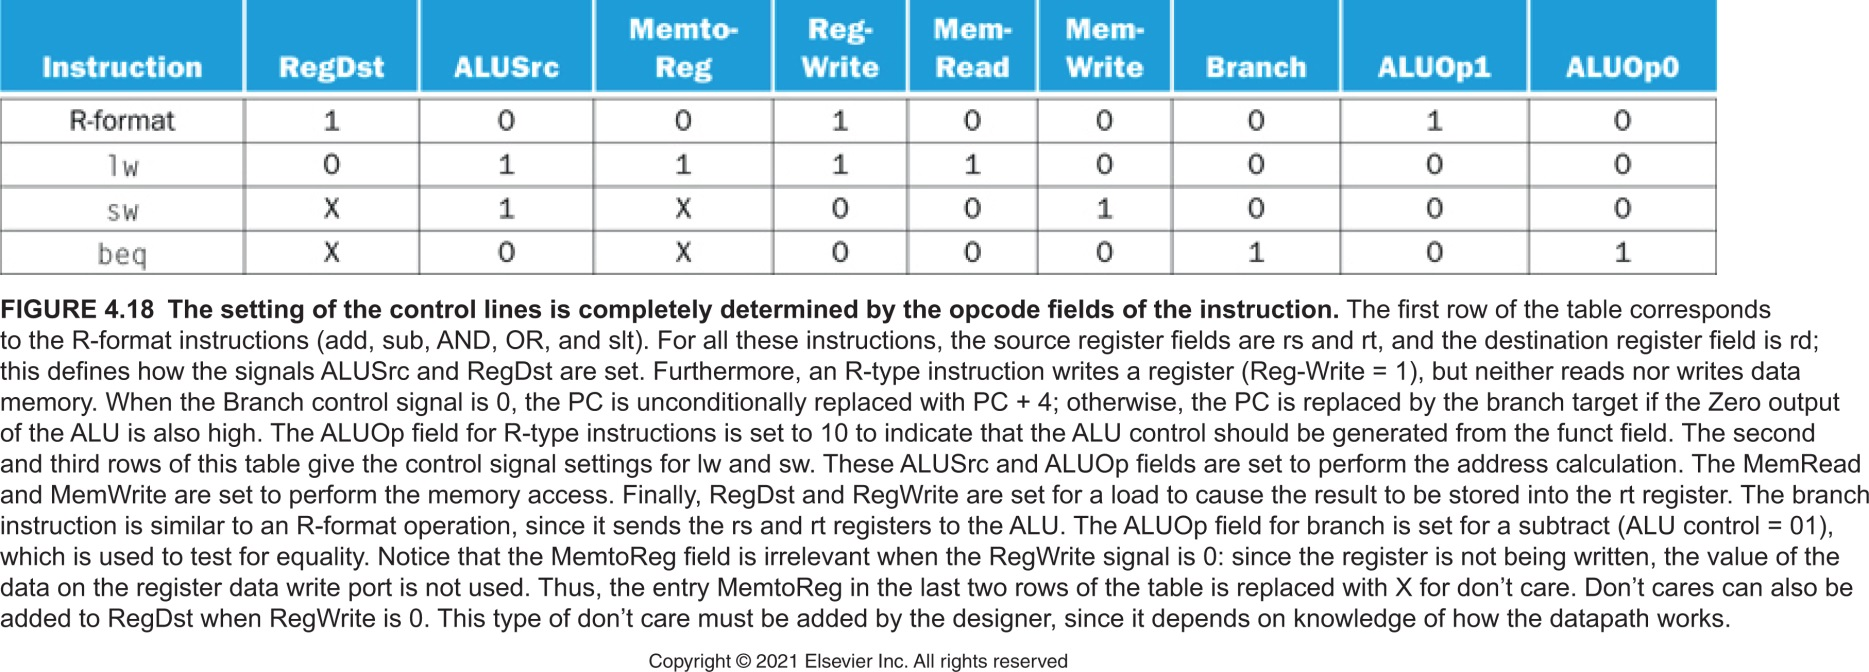 Instruction RegDst ALUSrc Memto-Reg Reg-Write Mem-Read Mem-Write Branch ALUOp1 ALUOp0
R-format 1 0 0 1 0 0 0 1 0
lw 0 1 1 1 1 0 0 0 0
sw X 1 X 0 0 1 0 0 0
beq X 0 X 0 0 0 1 0 1
FIGURE 4.18 The setting of the control lines is completely determined by the opcode fields of the instruction. The first row of the table corresponds
to the R-format instructions (add, sub, AND, OR, and slt). For all these instructions, the source register fields are rs and rt, and the destination register field is rd;
this defines how the signals ALUSrc and RegDst are set. Furthermore, an R-type instruction writes a register (Reg-Write = 1), but neither reads nor writes data
memory. When the Branch control signal is 0, the PC is unconditionally replaced with PC + 4; otherwise, the PC is replaced by the branch target if the Zero output
of the ALU is also high. The ALUOp field for R-type instructions is set to 10 to indicate that the ALU control should be generated from the funct field. The second
and third rows of this table give the control signal settings for lw and sw. These ALUSrc and ALUOp fields are set to perform the address calculation. The MemRead
and MemWrite are set to perform the memory access. Finally, RegDst and RegWrite are set for a load to cause the result to be stored into the rt register. The branch
instruction is similar to an R-format operation, since it sends the rs and rt registers to the ALU. The ALUOp field for branch is set for a subtract (ALU control = 01),
which is used to test for equality. Notice that the MemtoReg field is irrelevant when the RegWrite signal is 0: since the register is not being written, the value of the
data on the register data write port is not used. Thus, the entry MemtoReg in the last two rows of the table is replaced with X for don’t care. Don’t cares can also be
added to RegDst when RegWrite is 0. This type of don’t care must be added by the designer, since it depends on knowledge of how the datapath works.
Copyright © 2021 Elsevier Inc. All rights reserved